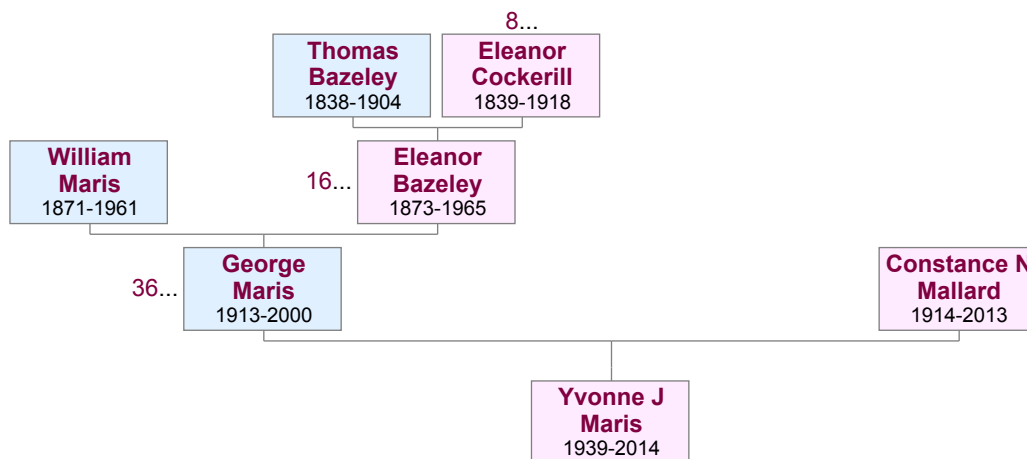 8...
Thomas
Bazeley
1838-1904
Eleanor
Cockerill
1839-1918
William
Maris
1871-1961
16...
Eleanor
Bazeley
1873-1965
36...
George
Maris
1913-2000
Constance N
Mallard
1914-2013
Yvonne J
Maris
1939-2014